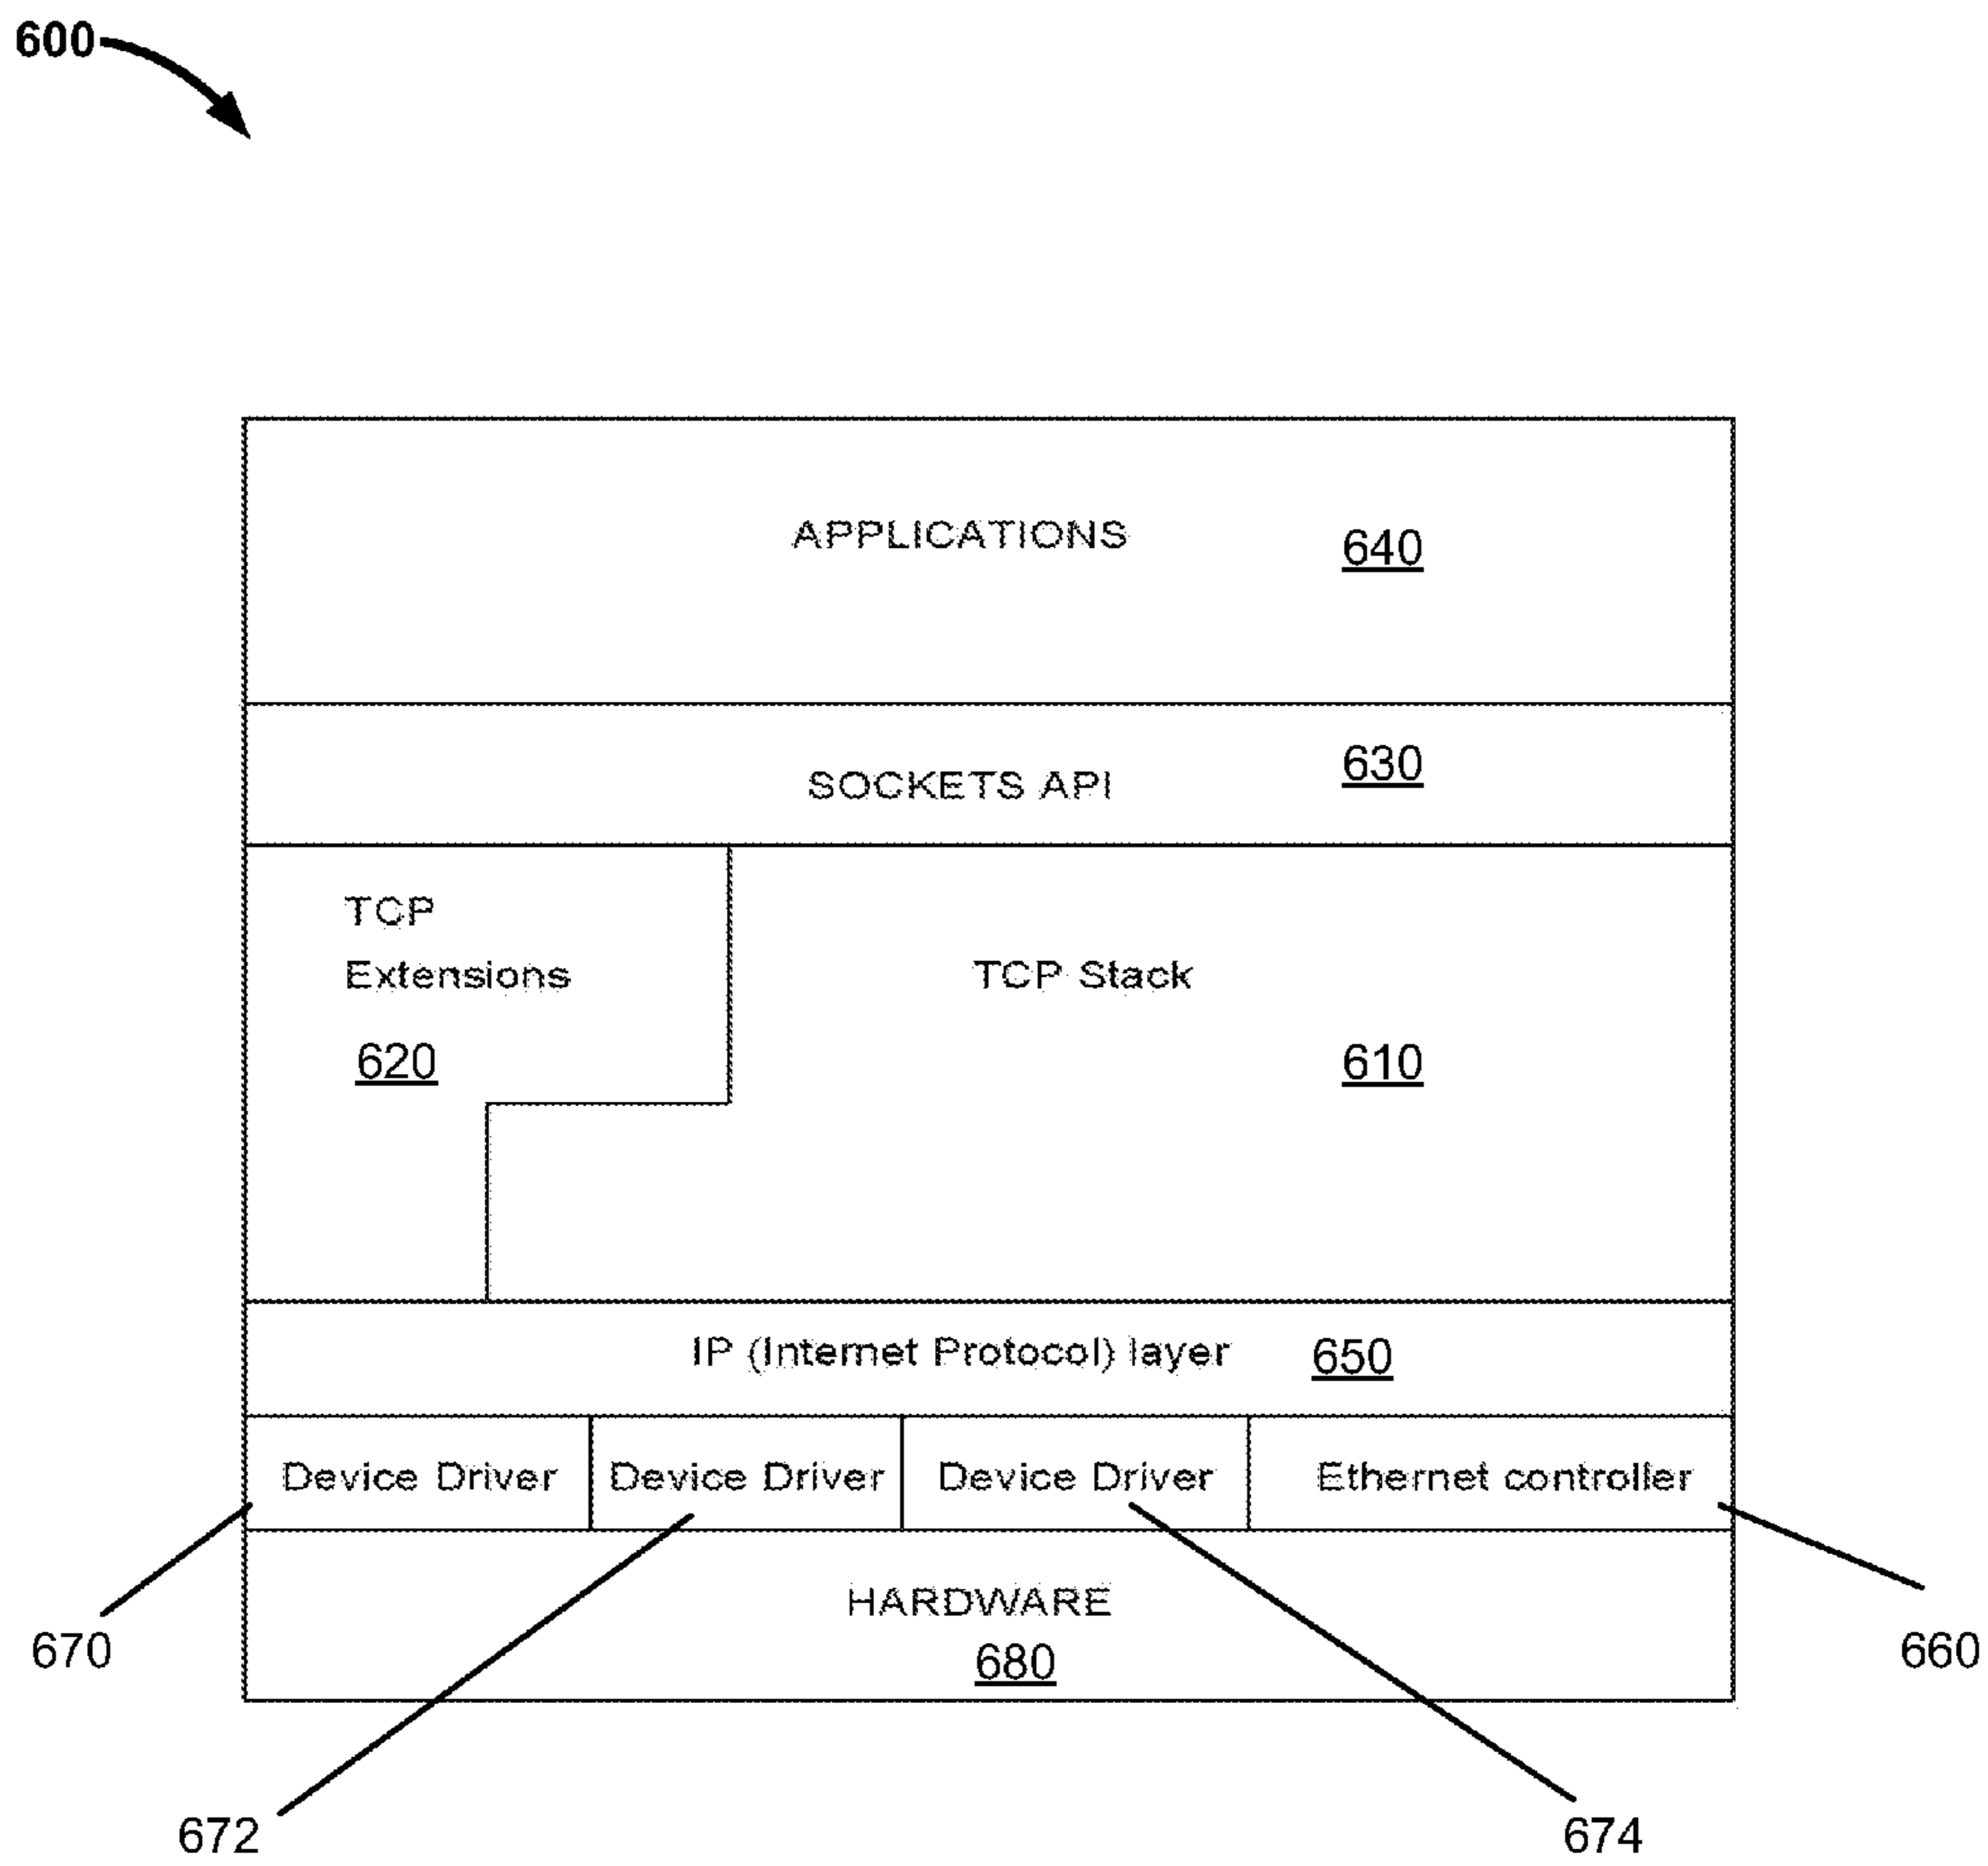 600
APPLICATIONS 640
SOCKETS API 630
TCP
Extensions
620
TCP Stack
610
IP (Internet Protocol) layer 650
Device Driver Device Driver Device Driver Ethernet controller
HARDWARE
680
670
660
672
674